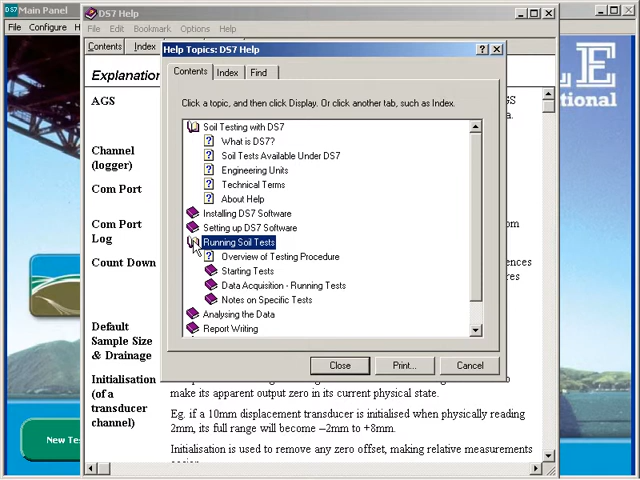 DS7 Main Panel
File Configure H
DS7 Help
File Edit Bookmark Options Help
Contents Index
Explanation
AGS
Channel
(logger)
Com Port
Com Port
Log
Count Down
Default
Sample Size
& Drainage
Initialisation
(of a
transducer
channel)
Help Topics: DS7 Help
Contents Index Find
Click a topic, and then click Display. Or click another tab, such as Index.
Soil Testing with DS7
What is DS7?
Soil Tests Available Under DS7
Engineering Units
Technical Terms
About Help
Installing DS7 Software
Setting up DS7 Software
Running Soil Tests
Overview of Testing Procedure
Starting Tests
Data Acquisition - Running Tests
Notes on Specific Tests
Analysing the Data
Report Writing
Close Print... Cancel
make its apparent output zero in its current physical state.
Eg. if a 10mm displacement transducer is initialised when physically reading
2mm, its full range will become –2mm to +8mm.
Initialisation is used to remove any zero offset, making relative measurements
LE
tional
New Te